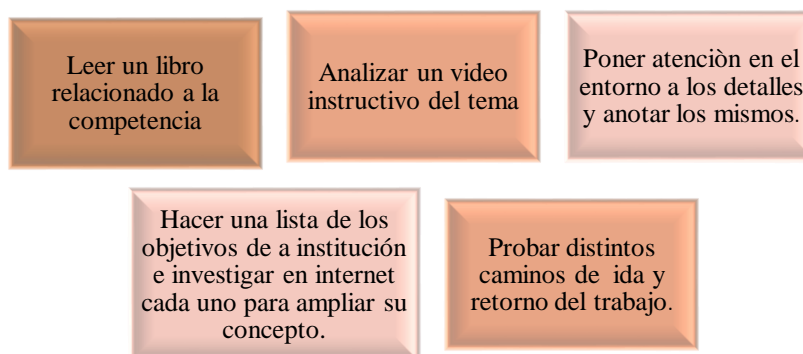 Leer un libro
relacionado a la
competencia
Analizar un video
instructivo del tema
Poner atenciòn en el
entorno a los detalles
y anotar los mismos.
Hacer una lista de los
objetivos de a institución
e investigar en internet
cada uno para ampliar su
concepto.
Probar distintos
caminos de ida y
retorno del trabajo.